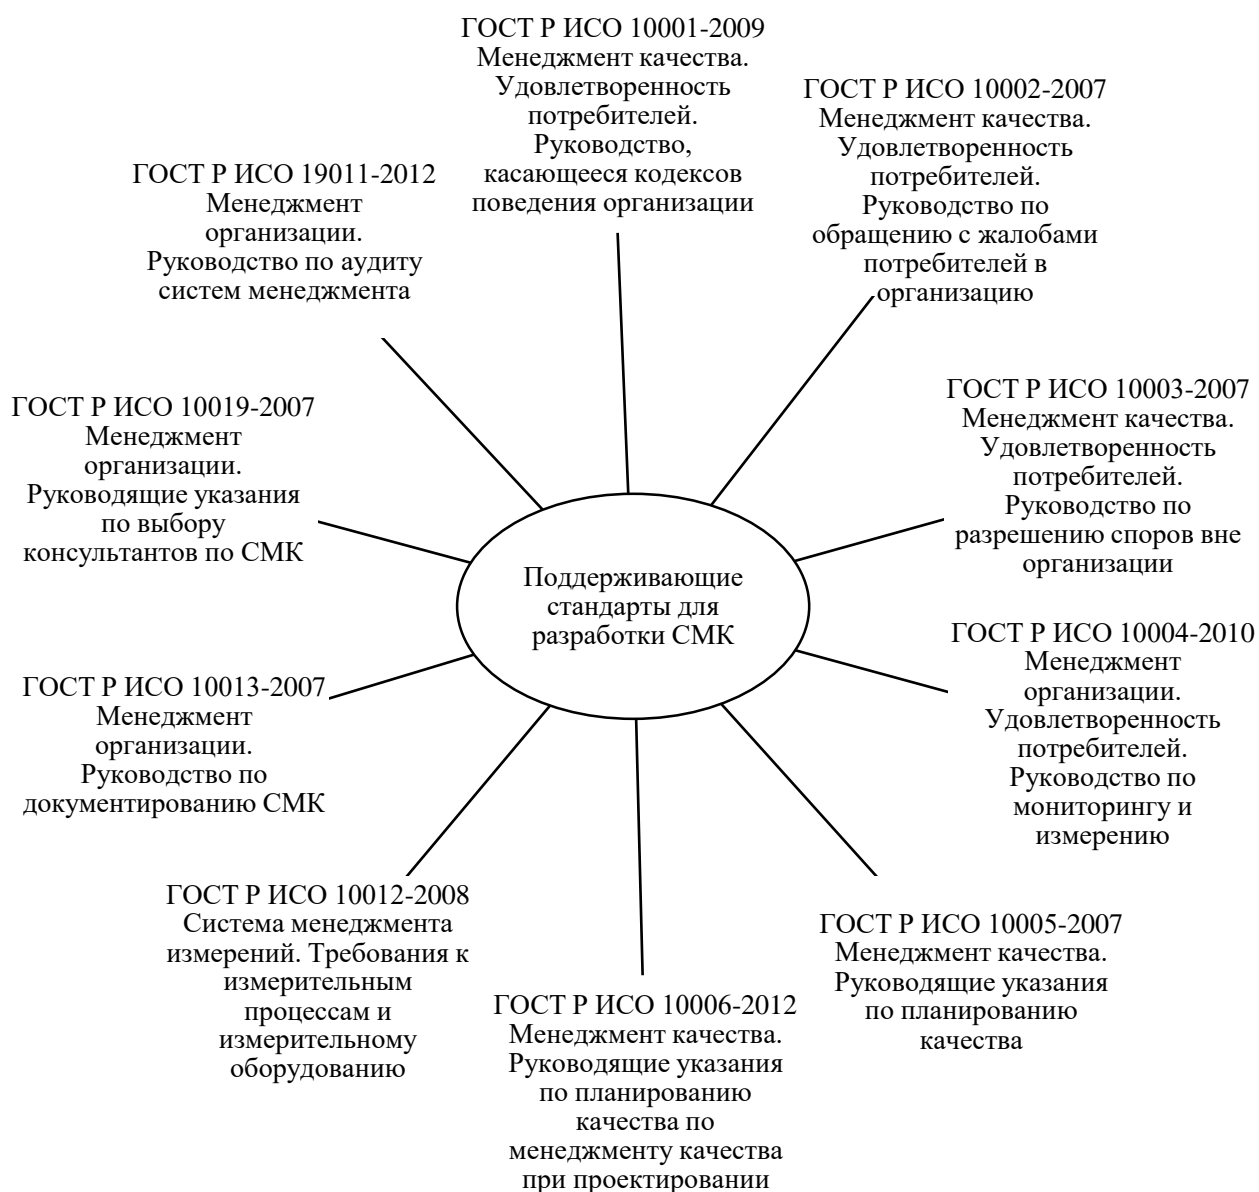 ГОСТ Р ИСО 10001-2009
Менеджмент качества.
Удовлетворенность
потребителей.
Руководство,
касающееся кодексов
поведения организации
ГОСТ Р ИСО 10002-2007
Менеджмент качества.
Удовлетворенность
потребителей.
Руководство по
обращению с жалобами
потребителей в
организацию
ГОСТ Р ИСО 19011-2012
Менеджмент
организации.
Руководство по аудиту
систем менеджмента
ГОСТ Р ИСО 10003-2007
Менеджмент качества.
Удовлетворенность
потребителей.
Руководство по
разрешению споров вне
организации
ГОСТ Р ИСО 10019-2007
Менеджмент
организации.
Руководящие указания
по выбору
консультантов по СМК
Поддерживающие
стандарты для
разработки СМК
ГОСТ Р ИСО 10004-2010
Менеджмент
организации.
Удовлетворенность
потребителей.
Руководство по
мониторингу и
измерению
ГОСТ Р ИСО 10013-2007
Менеджмент
организации.
Руководство по
документированию СМК
ГОСТ Р ИСО 10012-2008
Система менеджмента
измерений. Требования к
измерительным
процессам и
измерительному
оборудованию
ГОСТ Р ИСО 10005-2007
Менеджмент качества.
Руководящие указания
по планированию
качества
ГОСТ Р ИСО 10006-2012
Менеджмент качества.
Руководящие указания
по планированию
качества по
менеджменту качества
при проектировании